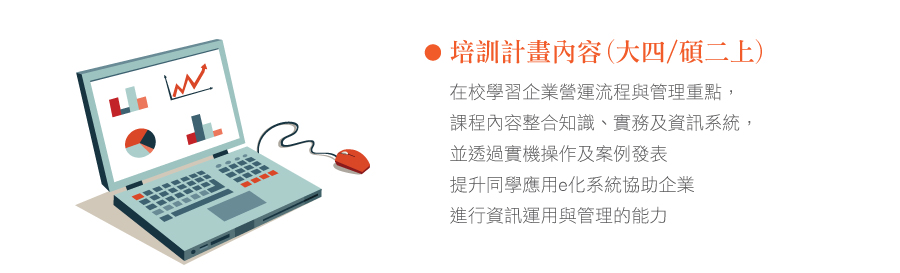 ● 培訓計畫內容(大四/碩二上)
在校學習企業營運流程與管理重點，
課程內容整合知識、實務及資訊系統，
並透過實機操作及案例發表
提升同學應用e化系統協助企業
進行資訊運用與管理的能力